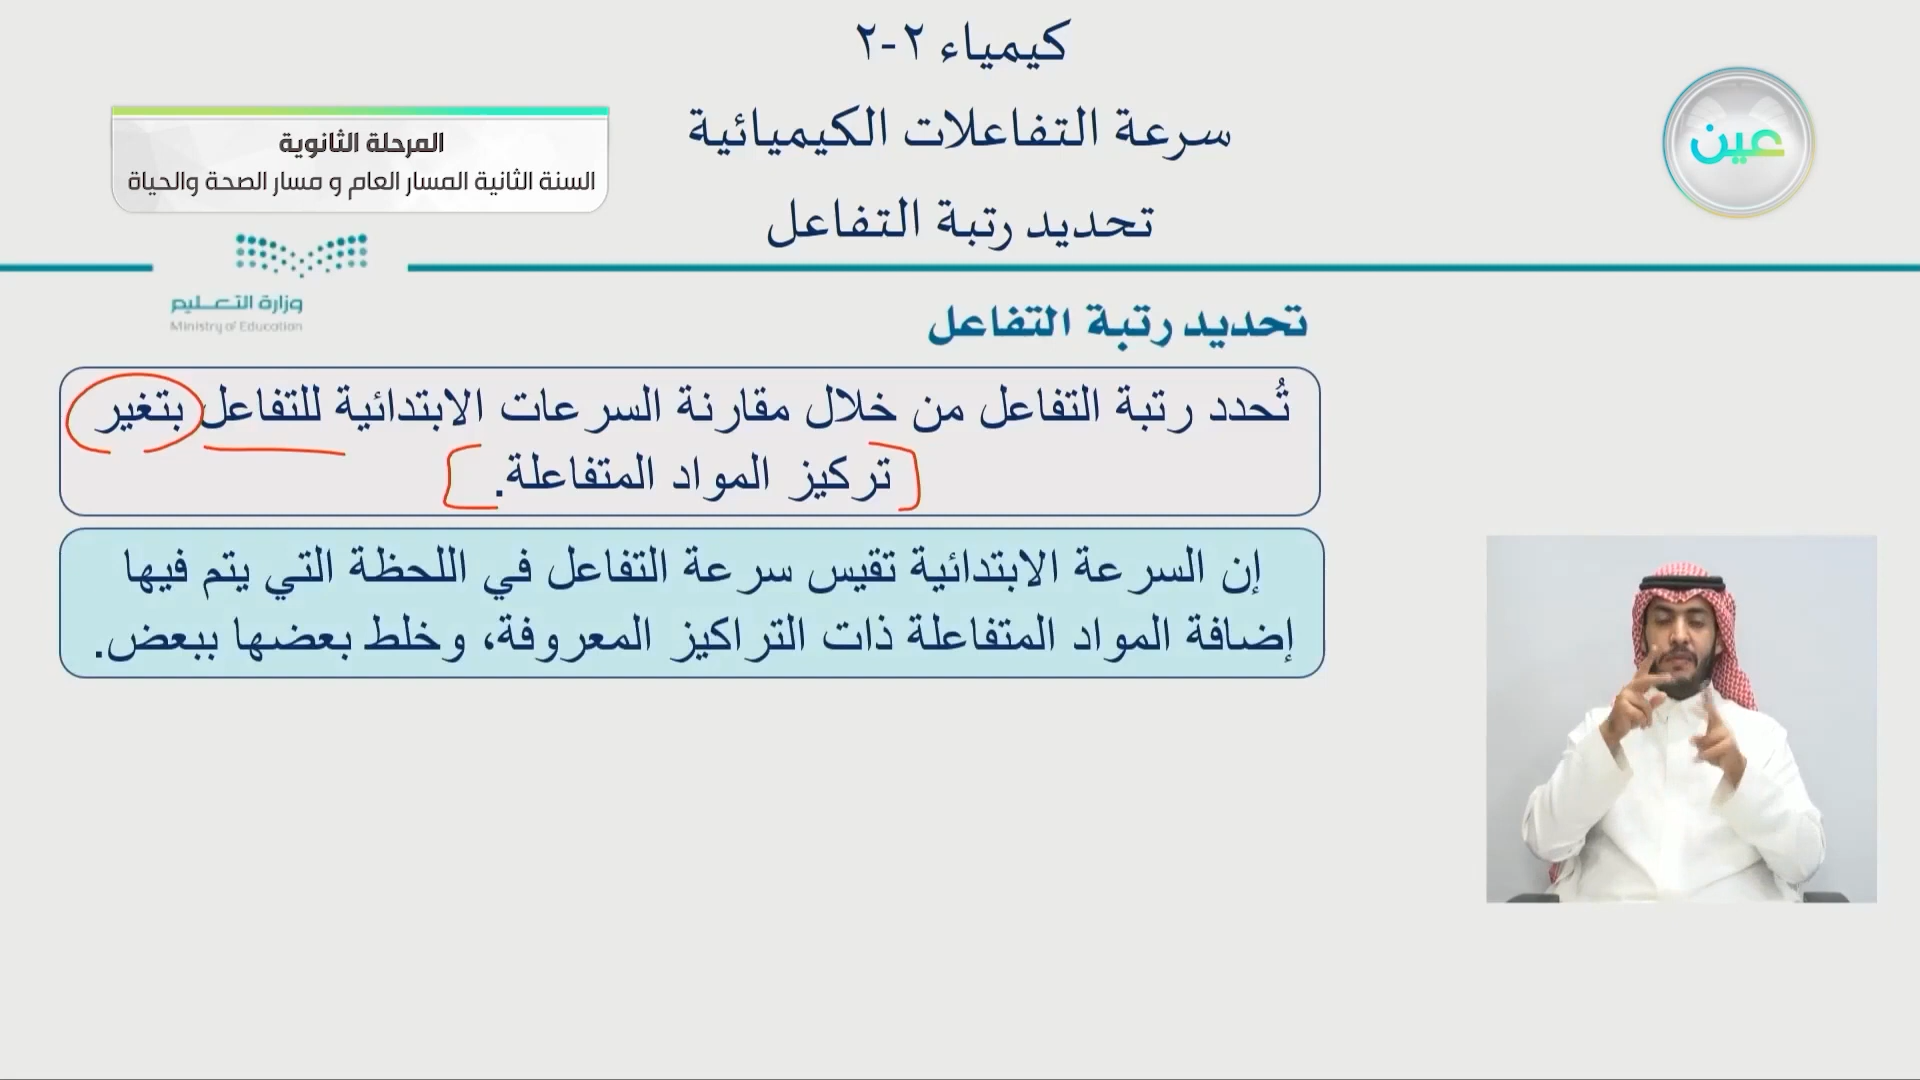 كيمياء ٢-٢
سرعة التفاعلات الكيميائية
تحديد رتبة التفاعل
عين
المرحلة الثانوية
السنة الثانية المسار العام و مسار الصحة والحياة
وزارة التعليم
Ministry of Education
تحديد رتبة التفاعل
تُحدد رتبة التفاعل من خلال مقارنة السرعات الابتدائية للتفاعل بتغير
تركيز المواد المتفاعلة.
إن السرعة الابتدائية تقيس سرعة التفاعل في اللحظة التي يتم فيها
إضافة المواد المتفاعلة ذات التراكيز المعروفة، وخلط بعضها ببعض.